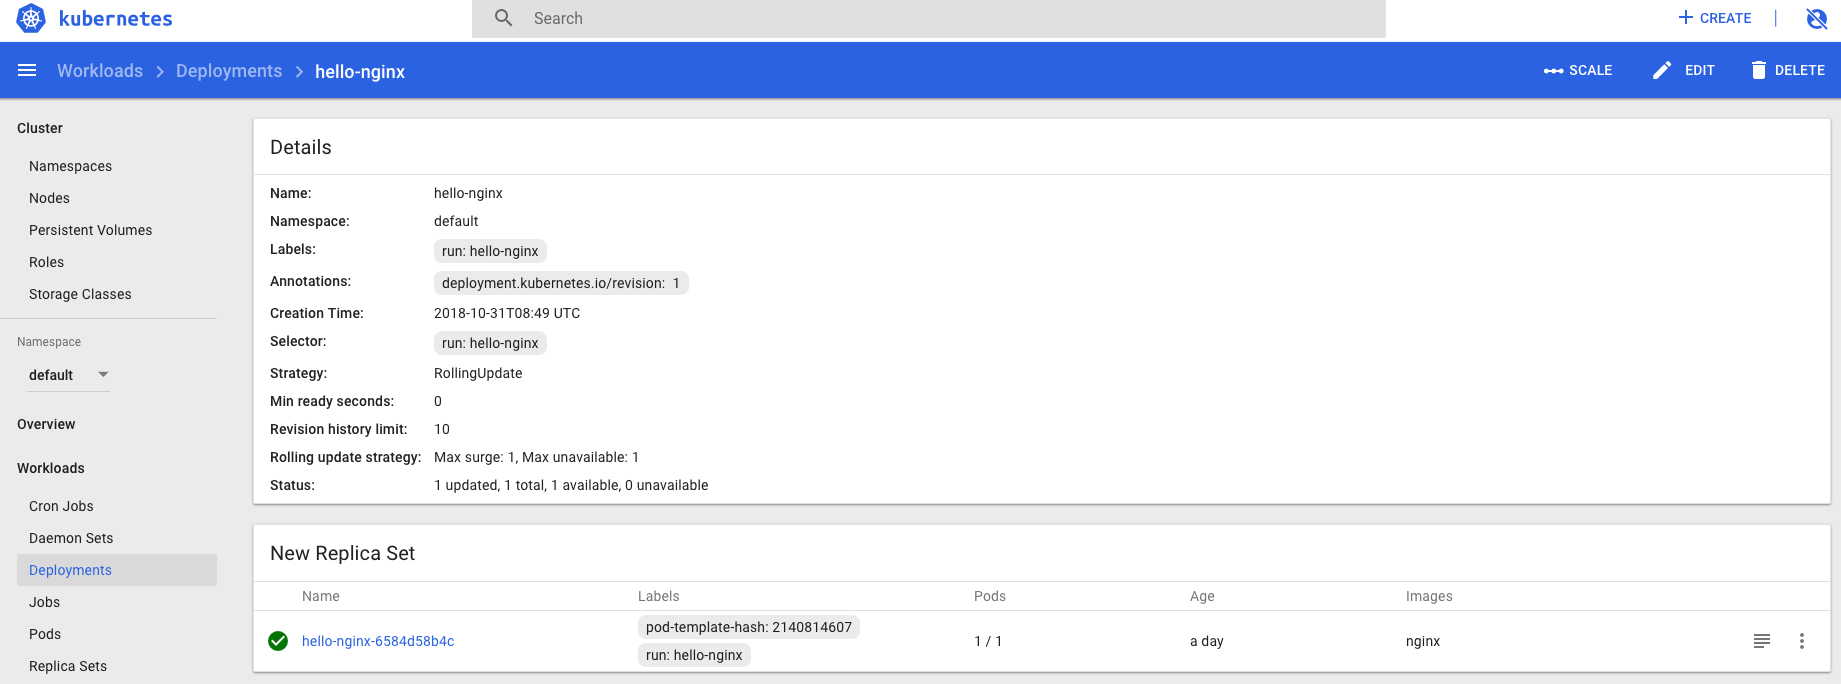 kubernetes
Search
CREATE
Workloads > Deployments > hello-nginx
SCALE
EDIT
DELETE
Cluster
Namespaces
Nodes
Persistent Volumes
Roles
Storage Classes
Namespace
default
Overview
Workloads
Cron Jobs
Daemon Sets
Deployments
Jobs
Pods
Replica Sets
Details
Name: hello-nginx
Namespace: default
Labels: run: hello-nginx
Annotations: deployment.kubernetes.io/revision: 1
Creation Time: 2018-10-31T08:49 UTC
Selector: run: hello-nginx
Strategy: RollingUpdate
Min ready seconds: 0
Revision history limit: 10
Rolling update strategy: Max surge: 1, Max unavailable: 1
Status: 1 updated, 1 total, 1 available, 0 unavailable
New Replica Set
Name Labels Pods Age Images
hello-nginx-6584d58b4c
pod-template-hash: 2140814607
run: hello-nginx
1 / 1
a day
nginx